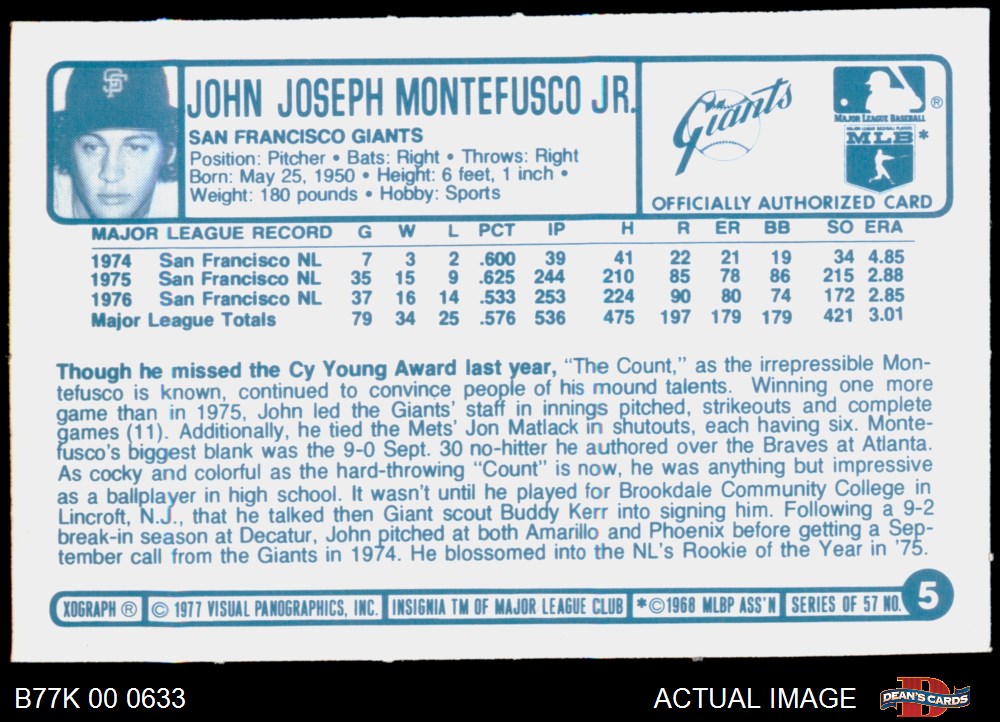 SF
JOHN JOSEPH MONTEFUSCO JR.
SAN FRANCISCO GIANTS
Position: Pitcher • Bats: Right • Throws: Right
Born: May 25, 1950 • Height: 6 feet, 1 inch •
Weight: 180 pounds • Hobby: Sports
Giants
®
MAJOR LEAGUE BASEBALL
MAJOR LEAGUE BASEBALL PLAYERS
MLB *
OFFICIALLY AUTHORIZED CARD
MAJOR LEAGUE RECORD G W L PCT IP H R ER BB SO ERA
1974 San Francisco NL 7 3 2 .600 39 41 22 21 19 34 4.85
1975 San Francisco NL 35 15 9 .625 244 210 85 78 86 215 2.88
1976 San Francisco NL 37 16 14 .533 253 224 90 80 74 172 2.85
Major League Totals 79 34 25 .576 536 475 197 179 179 421 3.01
Though he missed the Cy Young Award last year, "The Count," as the irrepressible Mon-
tefusco is known, continued to convince people of his mound talents. Winning one more
game than in 1975, John led the Giants' staff in innings pitched, strikeouts and complete
games (11). Additionally, he tied the Mets' Jon Matlack in shutouts, each having six. Monte-
fusco's biggest blank was the 9-0 Sept. 30 no-hitter he authored over the Braves at Atlanta.
As cocky and colorful as the hard-throwing "Count" is now, he was anything but impressive
as a ballplayer in high school. It wasn't until he played for Brookdale Community College in
Lincroft, N.J., that he talked then Giant scout Buddy Kerr into signing him. Following a 9-2
break-in season at Decatur, John pitched at both Amarillo and Phoenix before getting a Sep-
tember call from the Giants in 1974. He blossomed into the NL's Rookie of the Year in '75.
XOGRAPH ® © 1977 VISUAL PANOGRAPHICS, INC. INSIGNIA TM OF MAJOR LEAGUE CLUB *©1968 MLBP ASS'N SERIES OF 57 NO. 5
B77K 00 0633 ACTUAL IMAGE DEAN'S CARDS